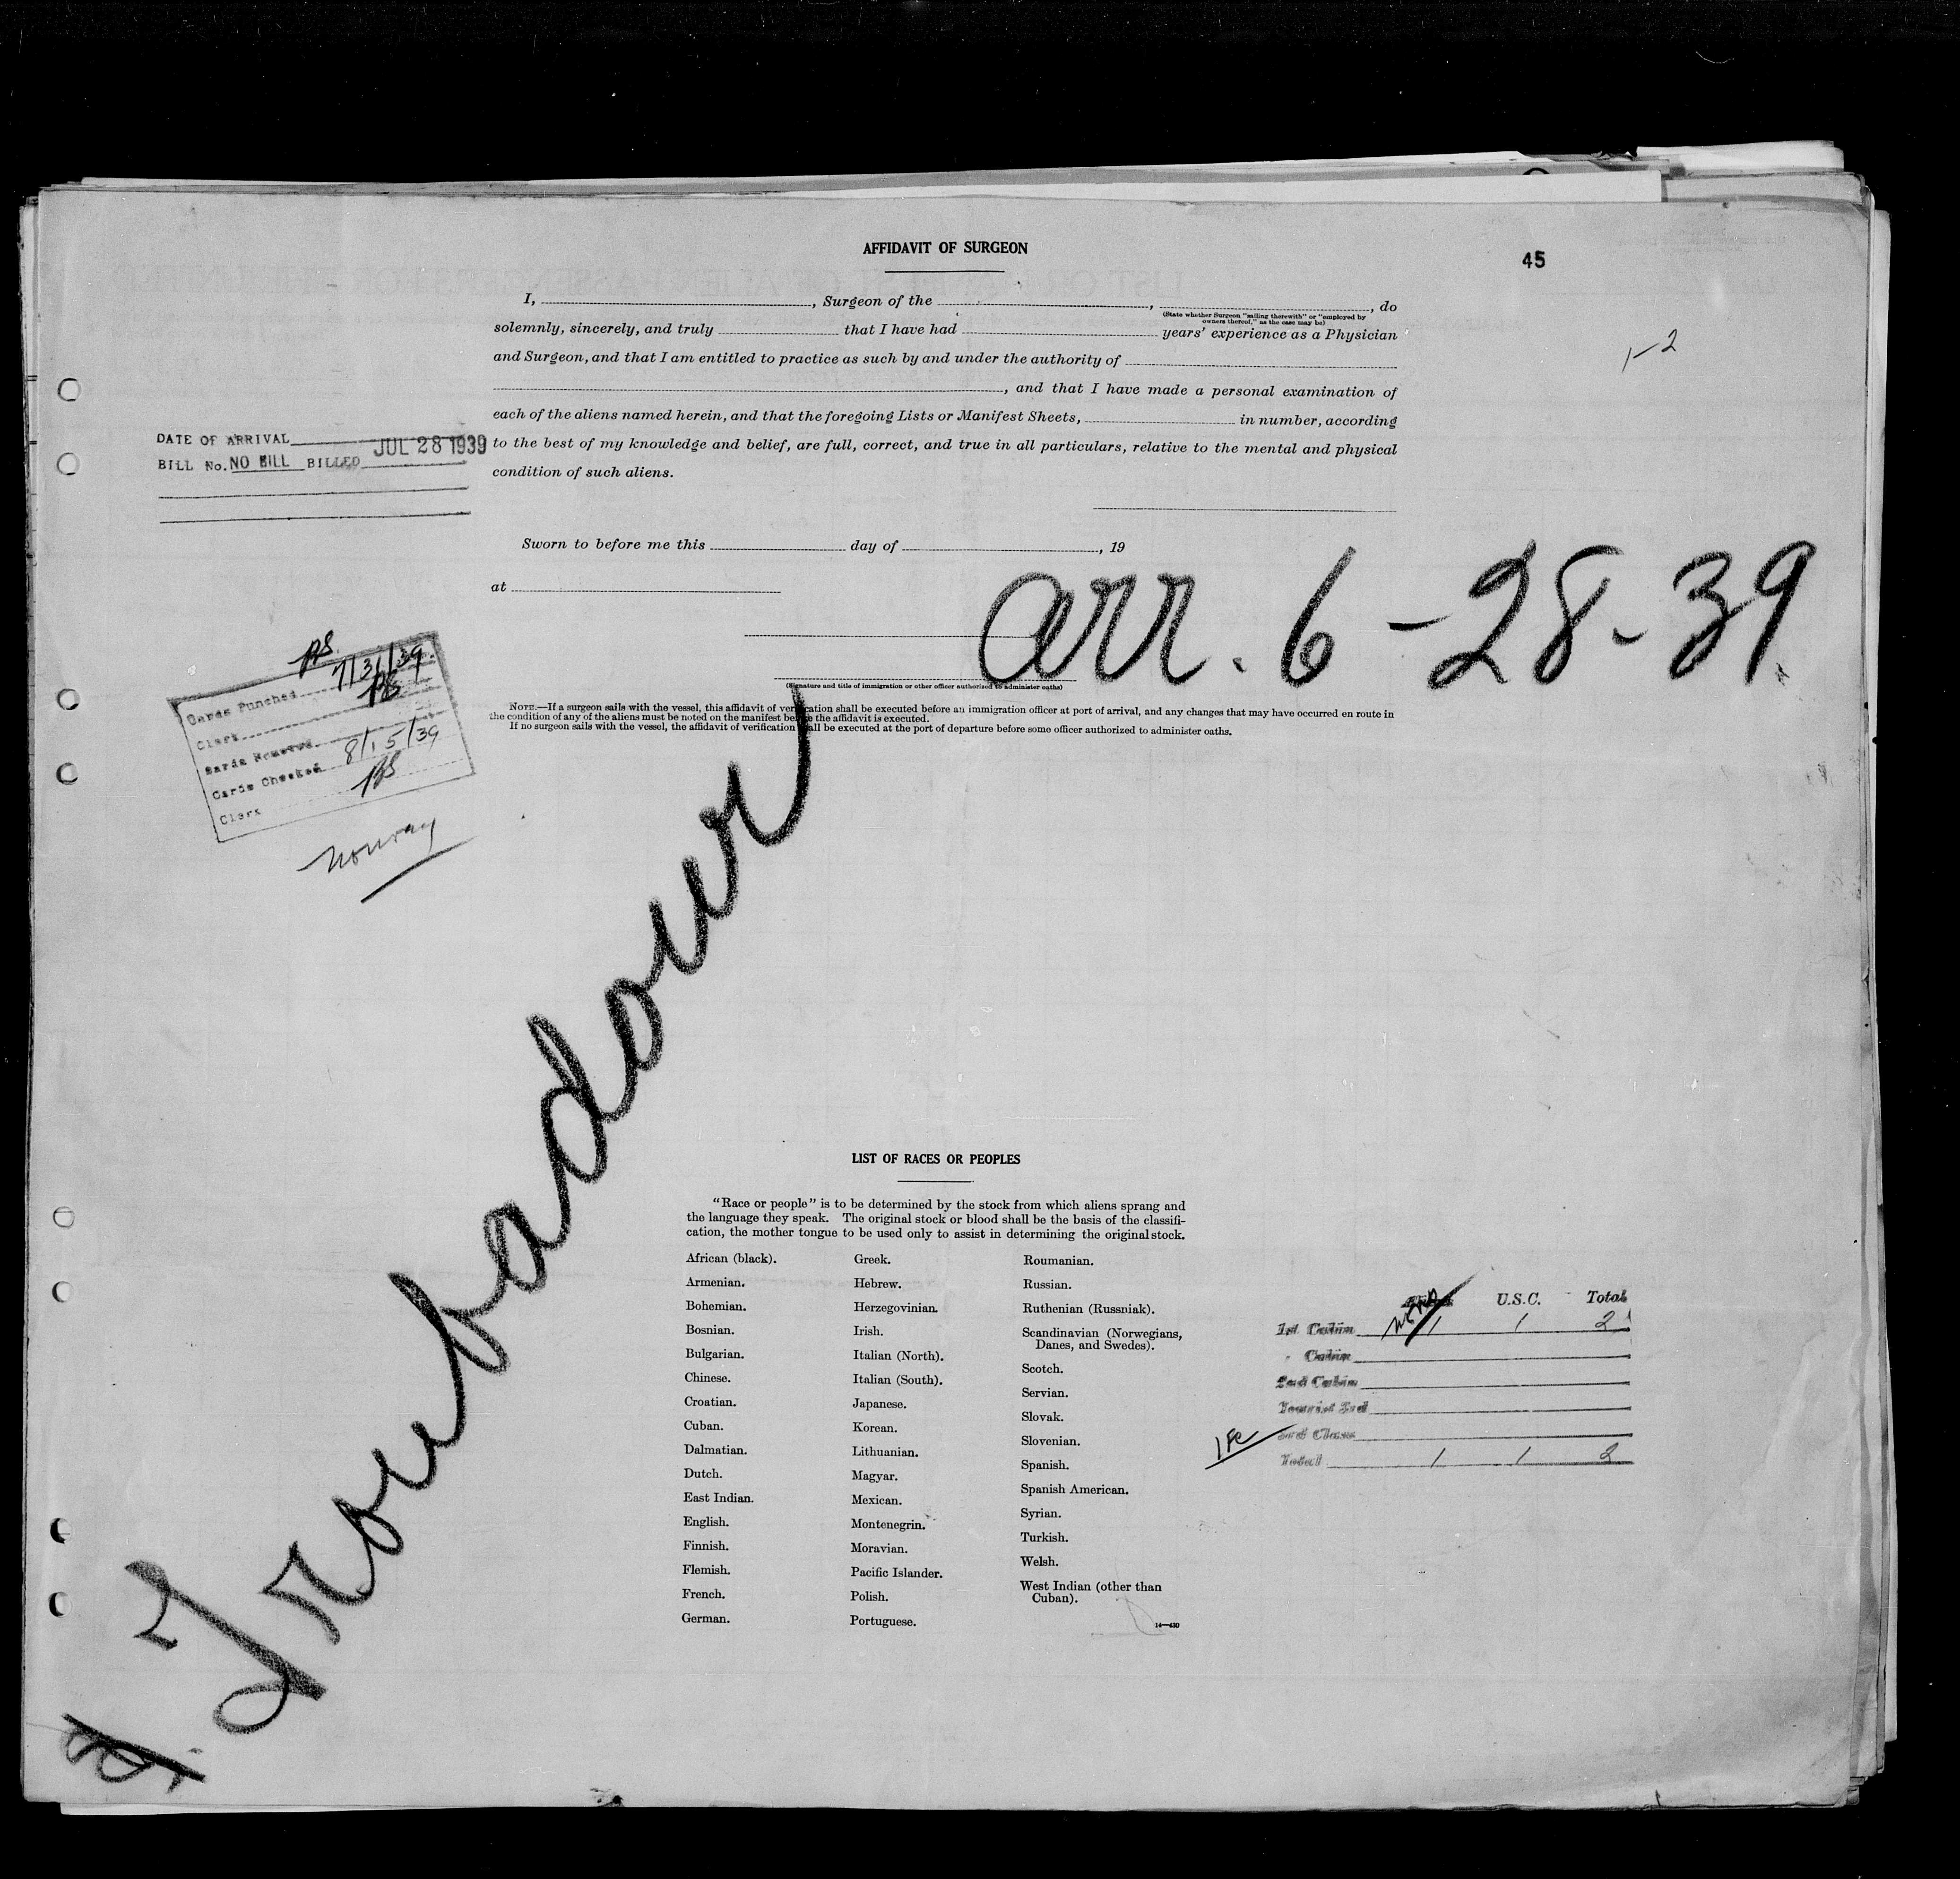 AFFIDAVIT OF SURGEON
45
I, , Surgeon of the , , do
(State whether Surgeon "sailing therewith" or "employed by
owners thereof," as the case may be)
solemnly, sincerely, and truly that I have had years' experience as a Physician
1-2
and Surgeon, and that I am entitled to practice as such by and under the authority of
, and that I have made a personal examination of
each of the aliens named herein, and that the foregoing Lists or Manifest Sheets, in number, according
to the best of my knowledge and belief, are full, correct, and true in all particulars, relative to the mental and physical
condition of such aliens.
DATE OF ARRIVAL JUL 28 1939
BILL No. NO BILL BILLED
Sworn to before me this day of , 19
at
arr. 6-28-39
(Signature and title of immigration or other officer authorized to administer oaths)
NOTE.—If a surgeon sails with the vessel, this affidavit of verification shall be executed before an immigration officer at port of arrival, and any changes that may have occurred en route in
the condition of any of the aliens must be noted on the manifest before the affidavit is executed.
If no surgeon sails with the vessel, the affidavit of verification shall be executed at the port of departure before some officer authorized to administer oaths.
Cards Punched 7/31/39
Clerk
Cards Checked 8/15/39
Clerk
Troubadour
LIST OF RACES OR PEOPLES
"Race or people" is to be determined by the stock from which aliens sprang and
the language they speak. The original stock or blood shall be the basis of the classifi-
cation, the mother tongue to be used only to assist in determining the original stock.
African (black).
Armenian.
Bohemian.
Bosnian.
Bulgarian.
Chinese.
Croatian.
Cuban.
Dalmatian.
Dutch.
East Indian.
English.
Finnish.
Flemish.
French.
German.
Greek.
Hebrew.
Herzegovinian.
Irish.
Italian (North).
Italian (South).
Japanese.
Korean.
Lithuanian.
Magyar.
Mexican.
Montenegrin.
Moravian.
Pacific Islander.
Polish.
Portuguese.
Roumanian.
Russian.
Ruthenian (Russniak).
Scandinavian (Norwegians,
Danes, and Swedes).
Scotch.
Servian.
Slovak.
Slovenian.
Spanish.
Spanish American.
Syrian.
Turkish.
Welsh.
West Indian (other than
Cuban).
14—430
U.S.C. Total
1st Cabin 1 1 2
Cabin
2nd Cabin
Tourist 3rd
3rd Class
Total 1 1 2